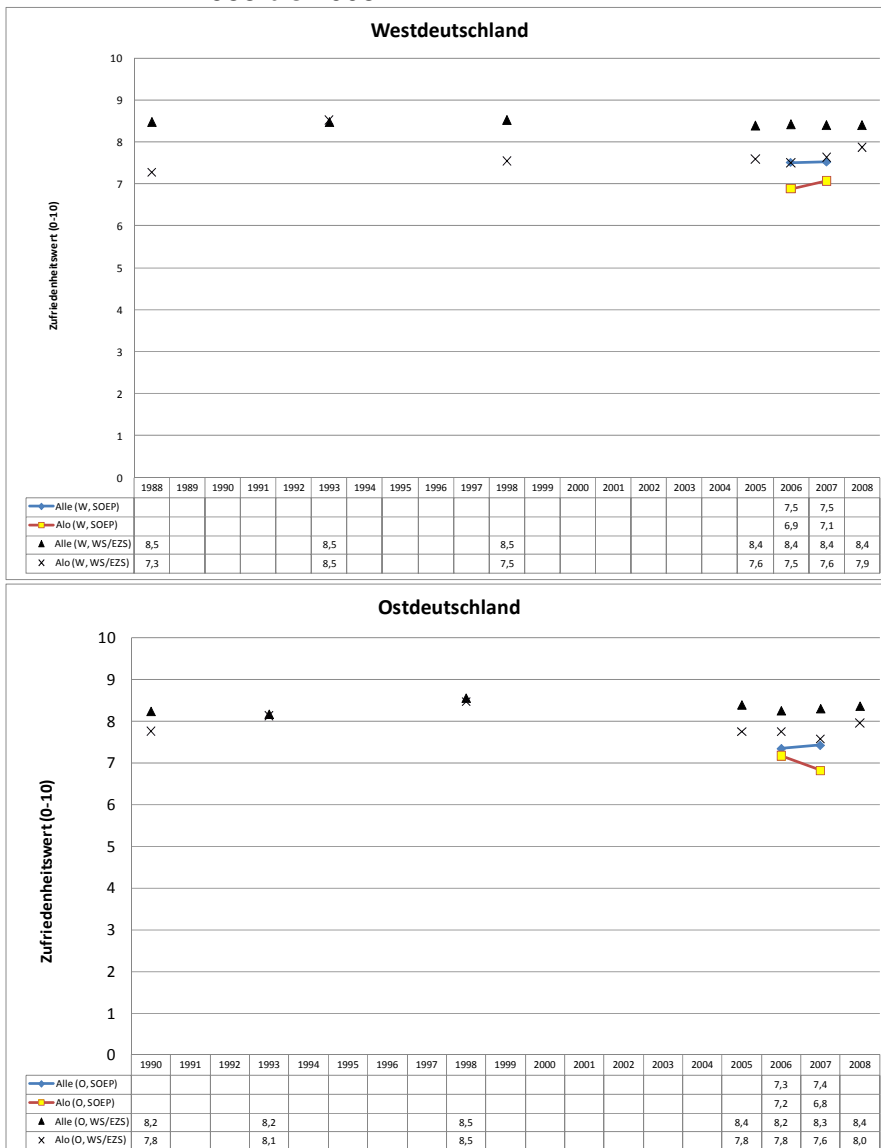 Westdeutschland
10
9
8
7
6
5
4
3
2
1
0
Zufriedenheitswert (0-10)
1988 1989 1990 1991 1992 1993 1994 1995 1996 1997 1998 1999 2000 2001 2002 2003 2004 2005 2006 2007 2008
Alle (W, SOEP) 7,5 7,5
Alo (W, SOEP) 6,9 7,1
Alle (W, WS/EZS) 8,5 8,5 8,5 8,4 8,4 8,4 8,4
Alo (W, WS/EZS) 7,3 8,5 7,5 7,6 7,5 7,6 7,9
Ostdeutschland
10
9
8
7
6
5
4
3
2
1
0
Zufriedenheitswert (0-10)
1990 1991 1992 1993 1994 1995 1996 1997 1998 1999 2000 2001 2002 2003 2004 2005 2006 2007 2008
Alle (O, SOEP) 7,3 7,4
Alo (O, SOEP) 7,2 6,8
Alle (O, WS/EZS) 8,2 8,2 8,5 8,4 8,2 8,3 8,4
Alo (O, WS/EZS) 7,8 8,1 8,5 7,8 7,8 7,6 8,0